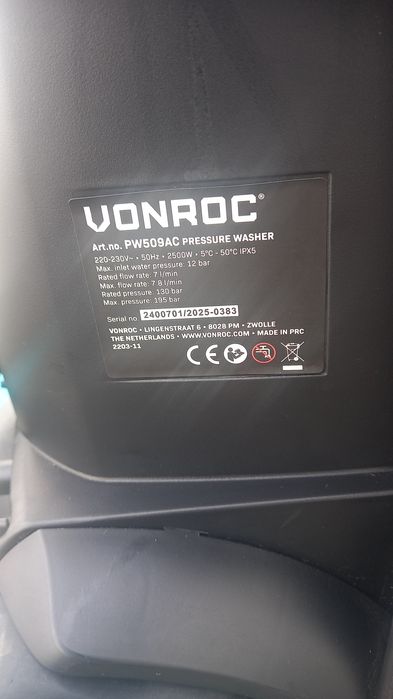 VONROC®
Art.no. PW509AC PRESSURE WASHER
220-230V~ • 50Hz • 2500W • 5°C - 50°C IPX5
Max. inlet water pressure: 12 bar
Rated flow rate: 7 l/min
Max. flow rate: 7.8 l/min
Rated pressure: 130 bar
Max. pressure: 195 bar
Serial no. 2400701/2025-0383
VONROC • LINGENSTRAAT 6 • 8028 PM • ZWOLLE
THE NETHERLANDS • WWW.VONROC.COM • MADE IN PRC
2203-11
CE